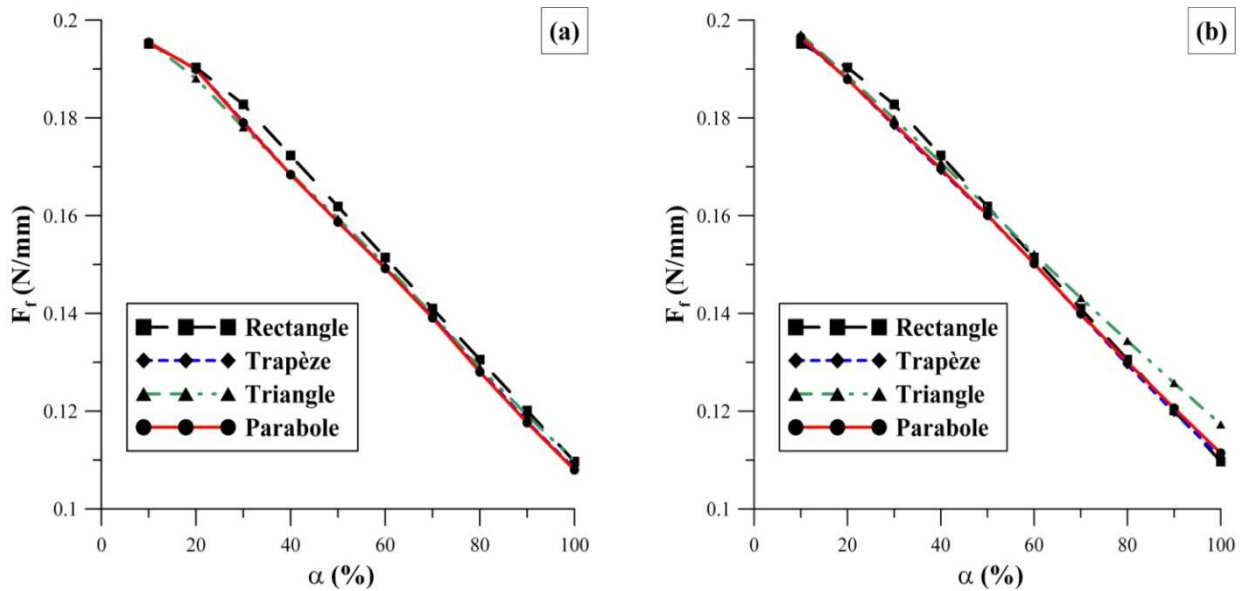 0.2
0.18
0.16
0.14
0.12
0.1
F_f (N/mm)
(a)
Rectangle
Trapèze
Triangle
Parabole
0 20 40 60 80 100
α (%)
0.2
0.18
0.16
0.14
0.12
0.1
F_f (N/mm)
(b)
Rectangle
Trapèze
Triangle
Parabole
0 20 40 60 80 100
α (%)